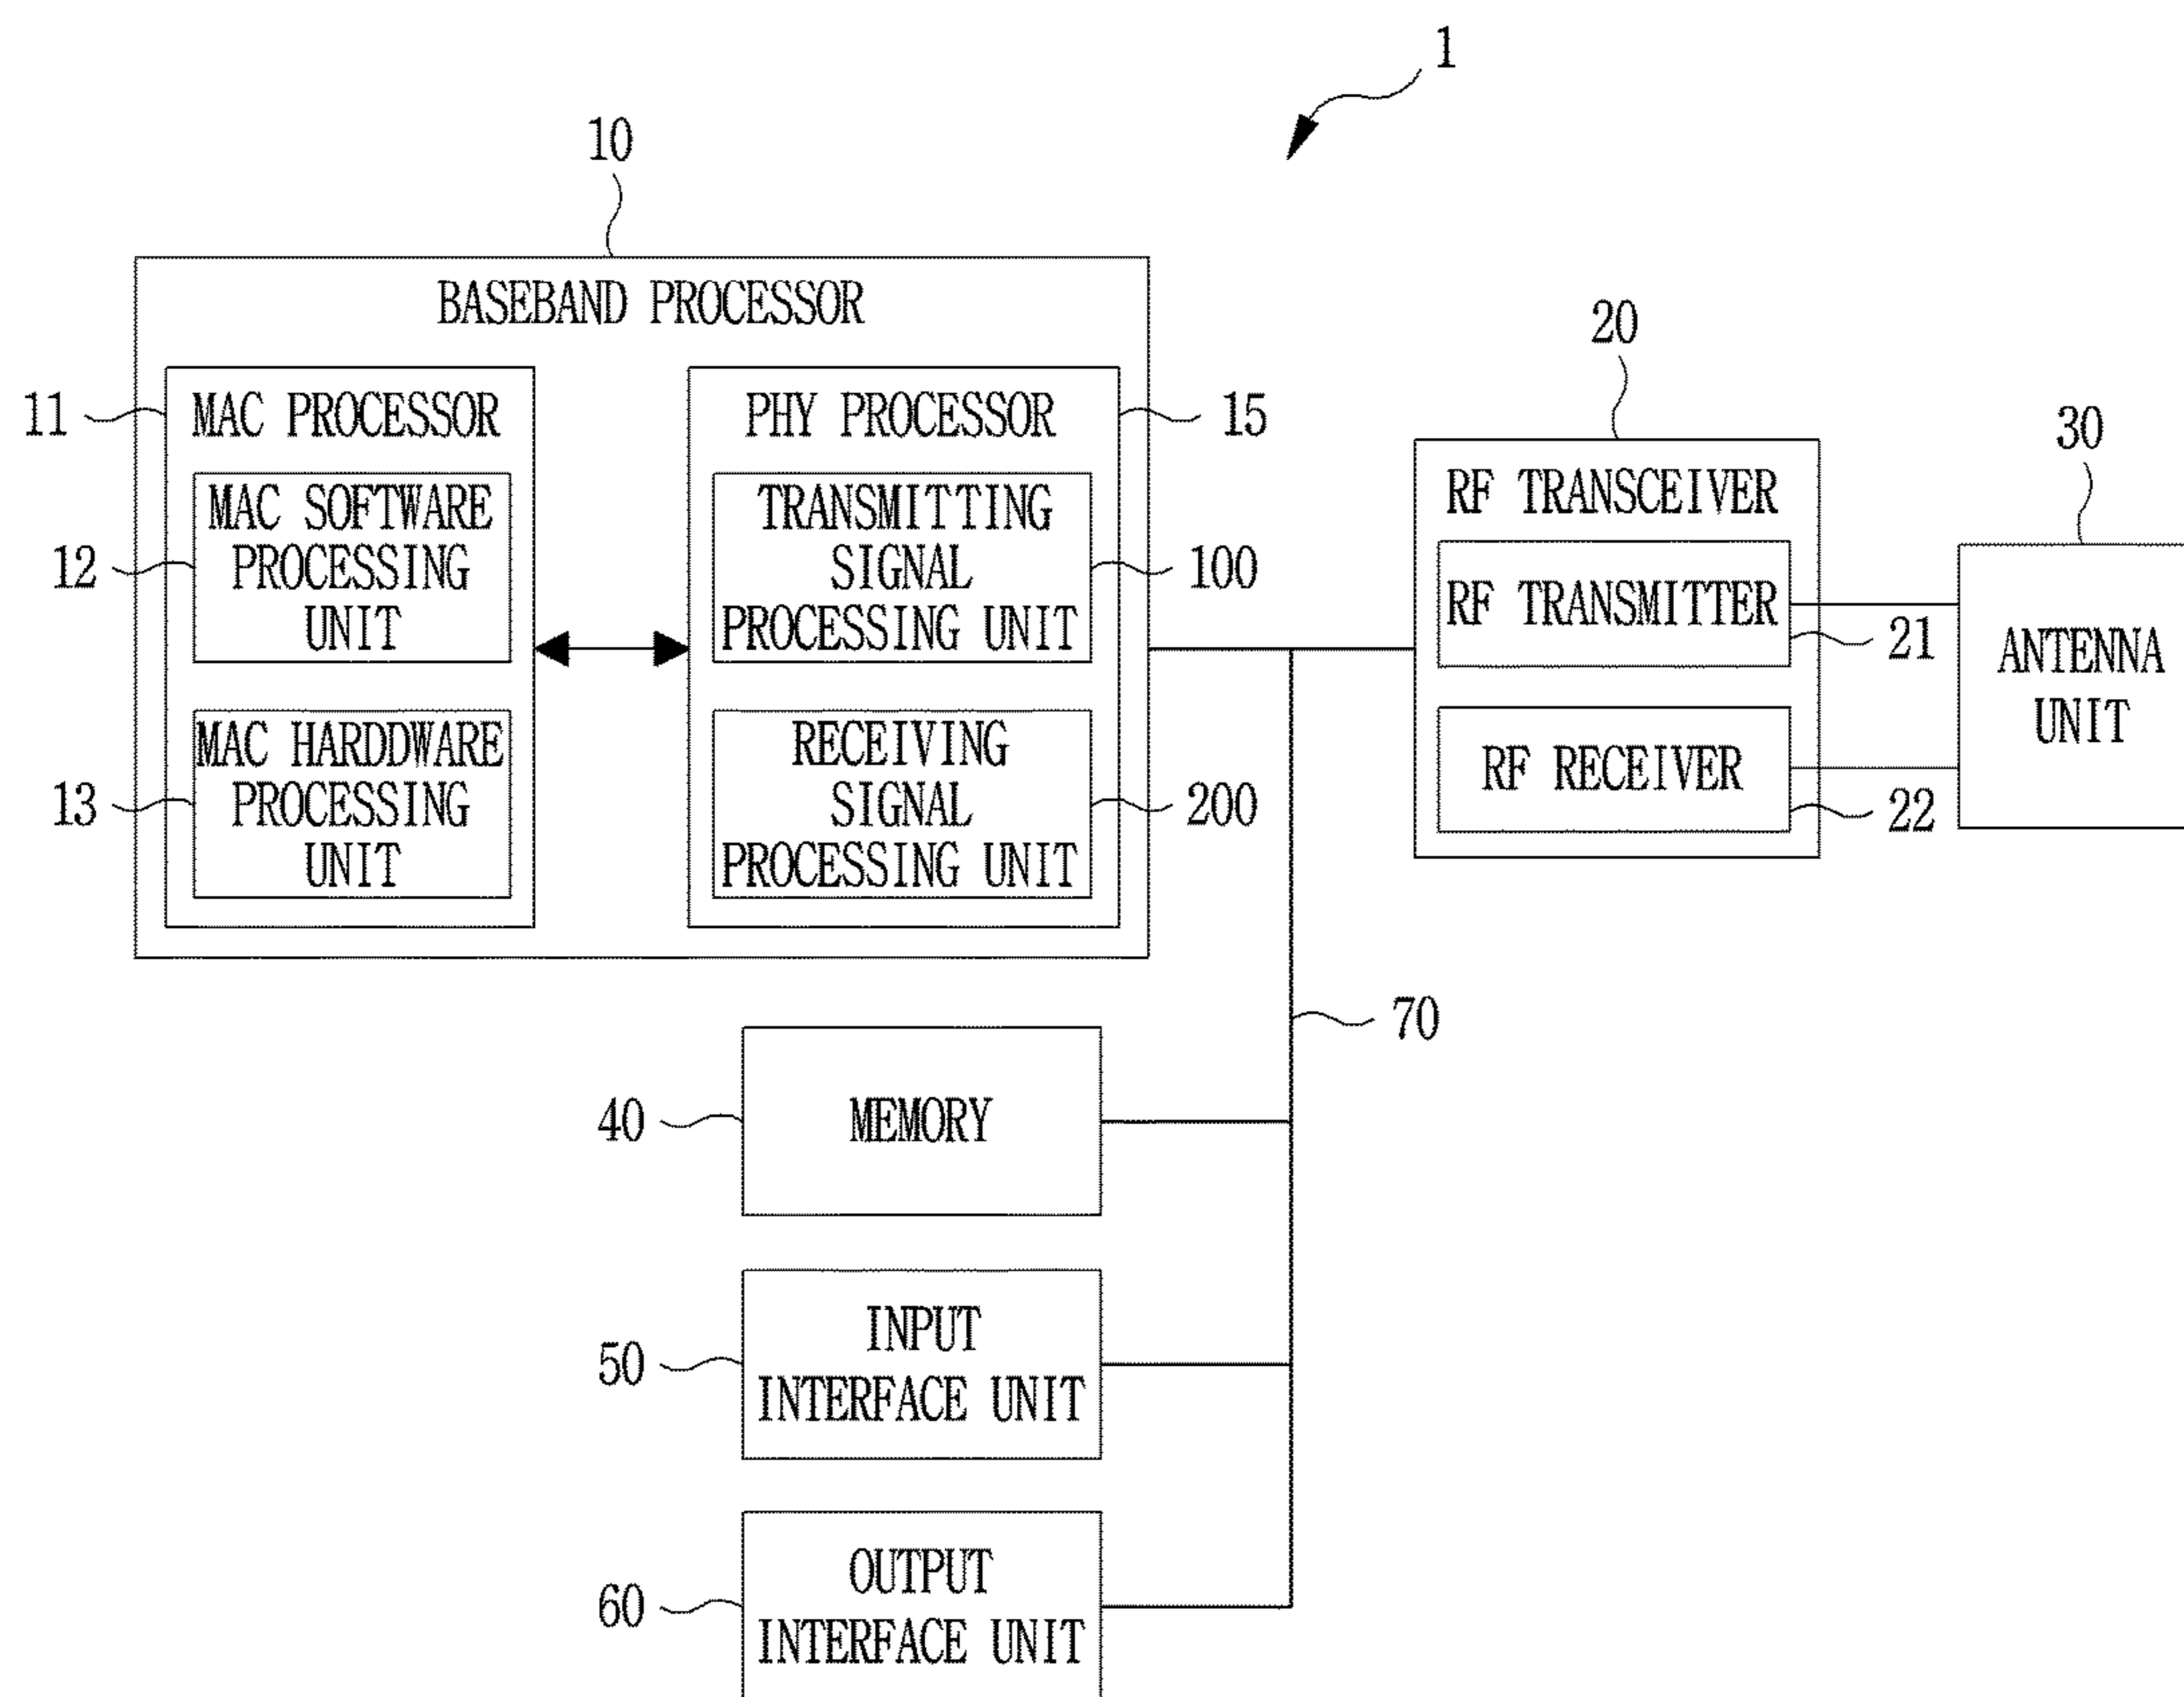 1
10
BASEBAND PROCESSOR
11
MAC PROCESSOR
12
MAC SOFTWARE
PROCESSING
UNIT
13
MAC HARDDWARE
PROCESSING
UNIT
PHY PROCESSOR
15
TRANSMITTING
SIGNAL
PROCESSING UNIT
100
RECEIVING
SIGNAL
PROCESSING UNIT
200
20
RF TRANSCEIVER
RF TRANSMITTER
21
RF RECEIVER
22
30
ANTENNA
UNIT
70
40
MEMORY
50
INPUT
INTERFACE UNIT
60
OUTPUT
INTERFACE UNIT